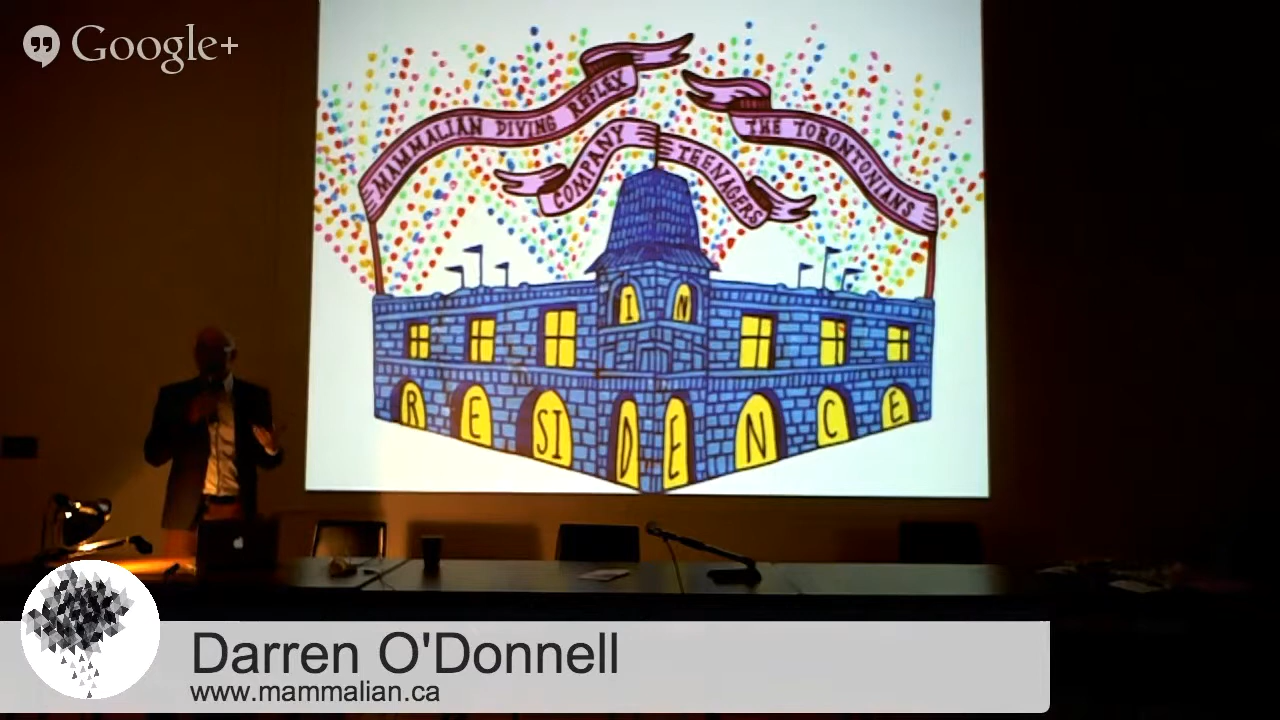 Google+
MAMMALIAN DIVING REFLEX
THE TORONTONIANS
COMPANY
TEENAGERS
IN
RESIDENCE
Darren O'Donnell
www.mammalian.ca